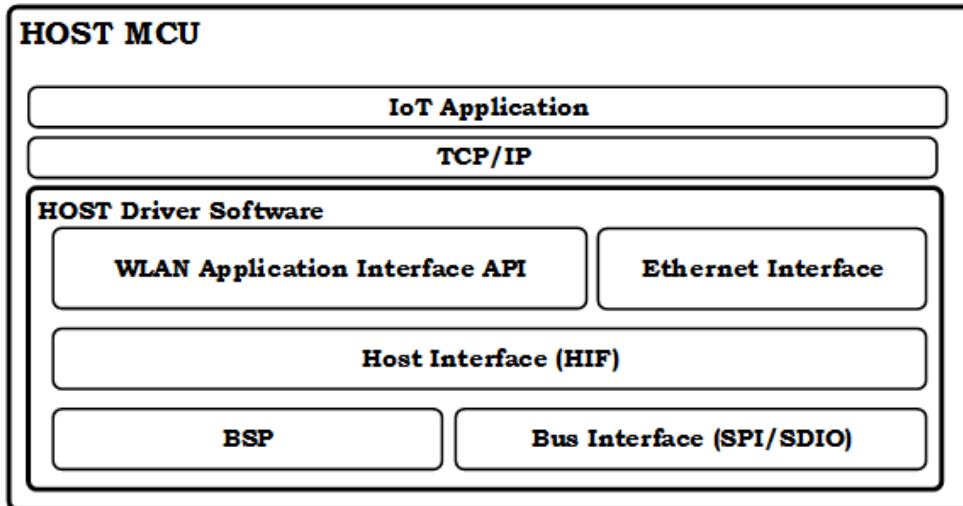 HOST MCU
IoT Application
TCP/IP
HOST Driver Software
WLAN Application Interface API
Ethernet Interface
Host Interface (HIF)
BSP
Bus Interface (SPI/SDIO)